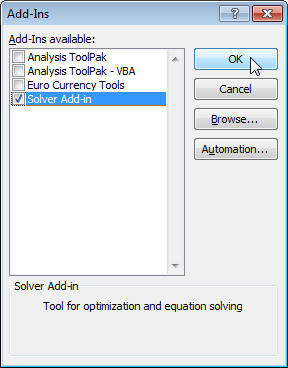 Add-Ins
?
Add-Ins available:
Analysis ToolPak
Analysis ToolPak - VBA
Euro Currency Tools
Solver Add-in
OK
Cancel
Browse...
Automation...
Solver Add-in
Tool for optimization and equation solving